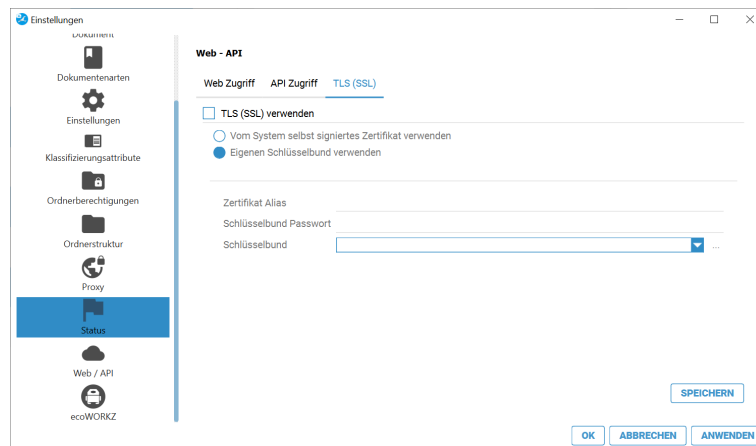 Einstellungen
Dokument
Dokumentenarten
Einstellungen
Klassifizierungsattribute
Ordnerberechtigungen
Ordnerstruktur
Proxy
Status
Web / API
ecoWORKZ
Web - API
Web Zugriff API Zugriff TLS (SSL)
TLS (SSL) verwenden
Vom System selbst signiertes Zertifikat verwenden
Eigenen Schlüsselbund verwenden
Zertifikat Alias
Schlüsselbund Passwort
Schlüsselbund ...
SPEICHERN
OK ABBRECHEN ANWENDEN